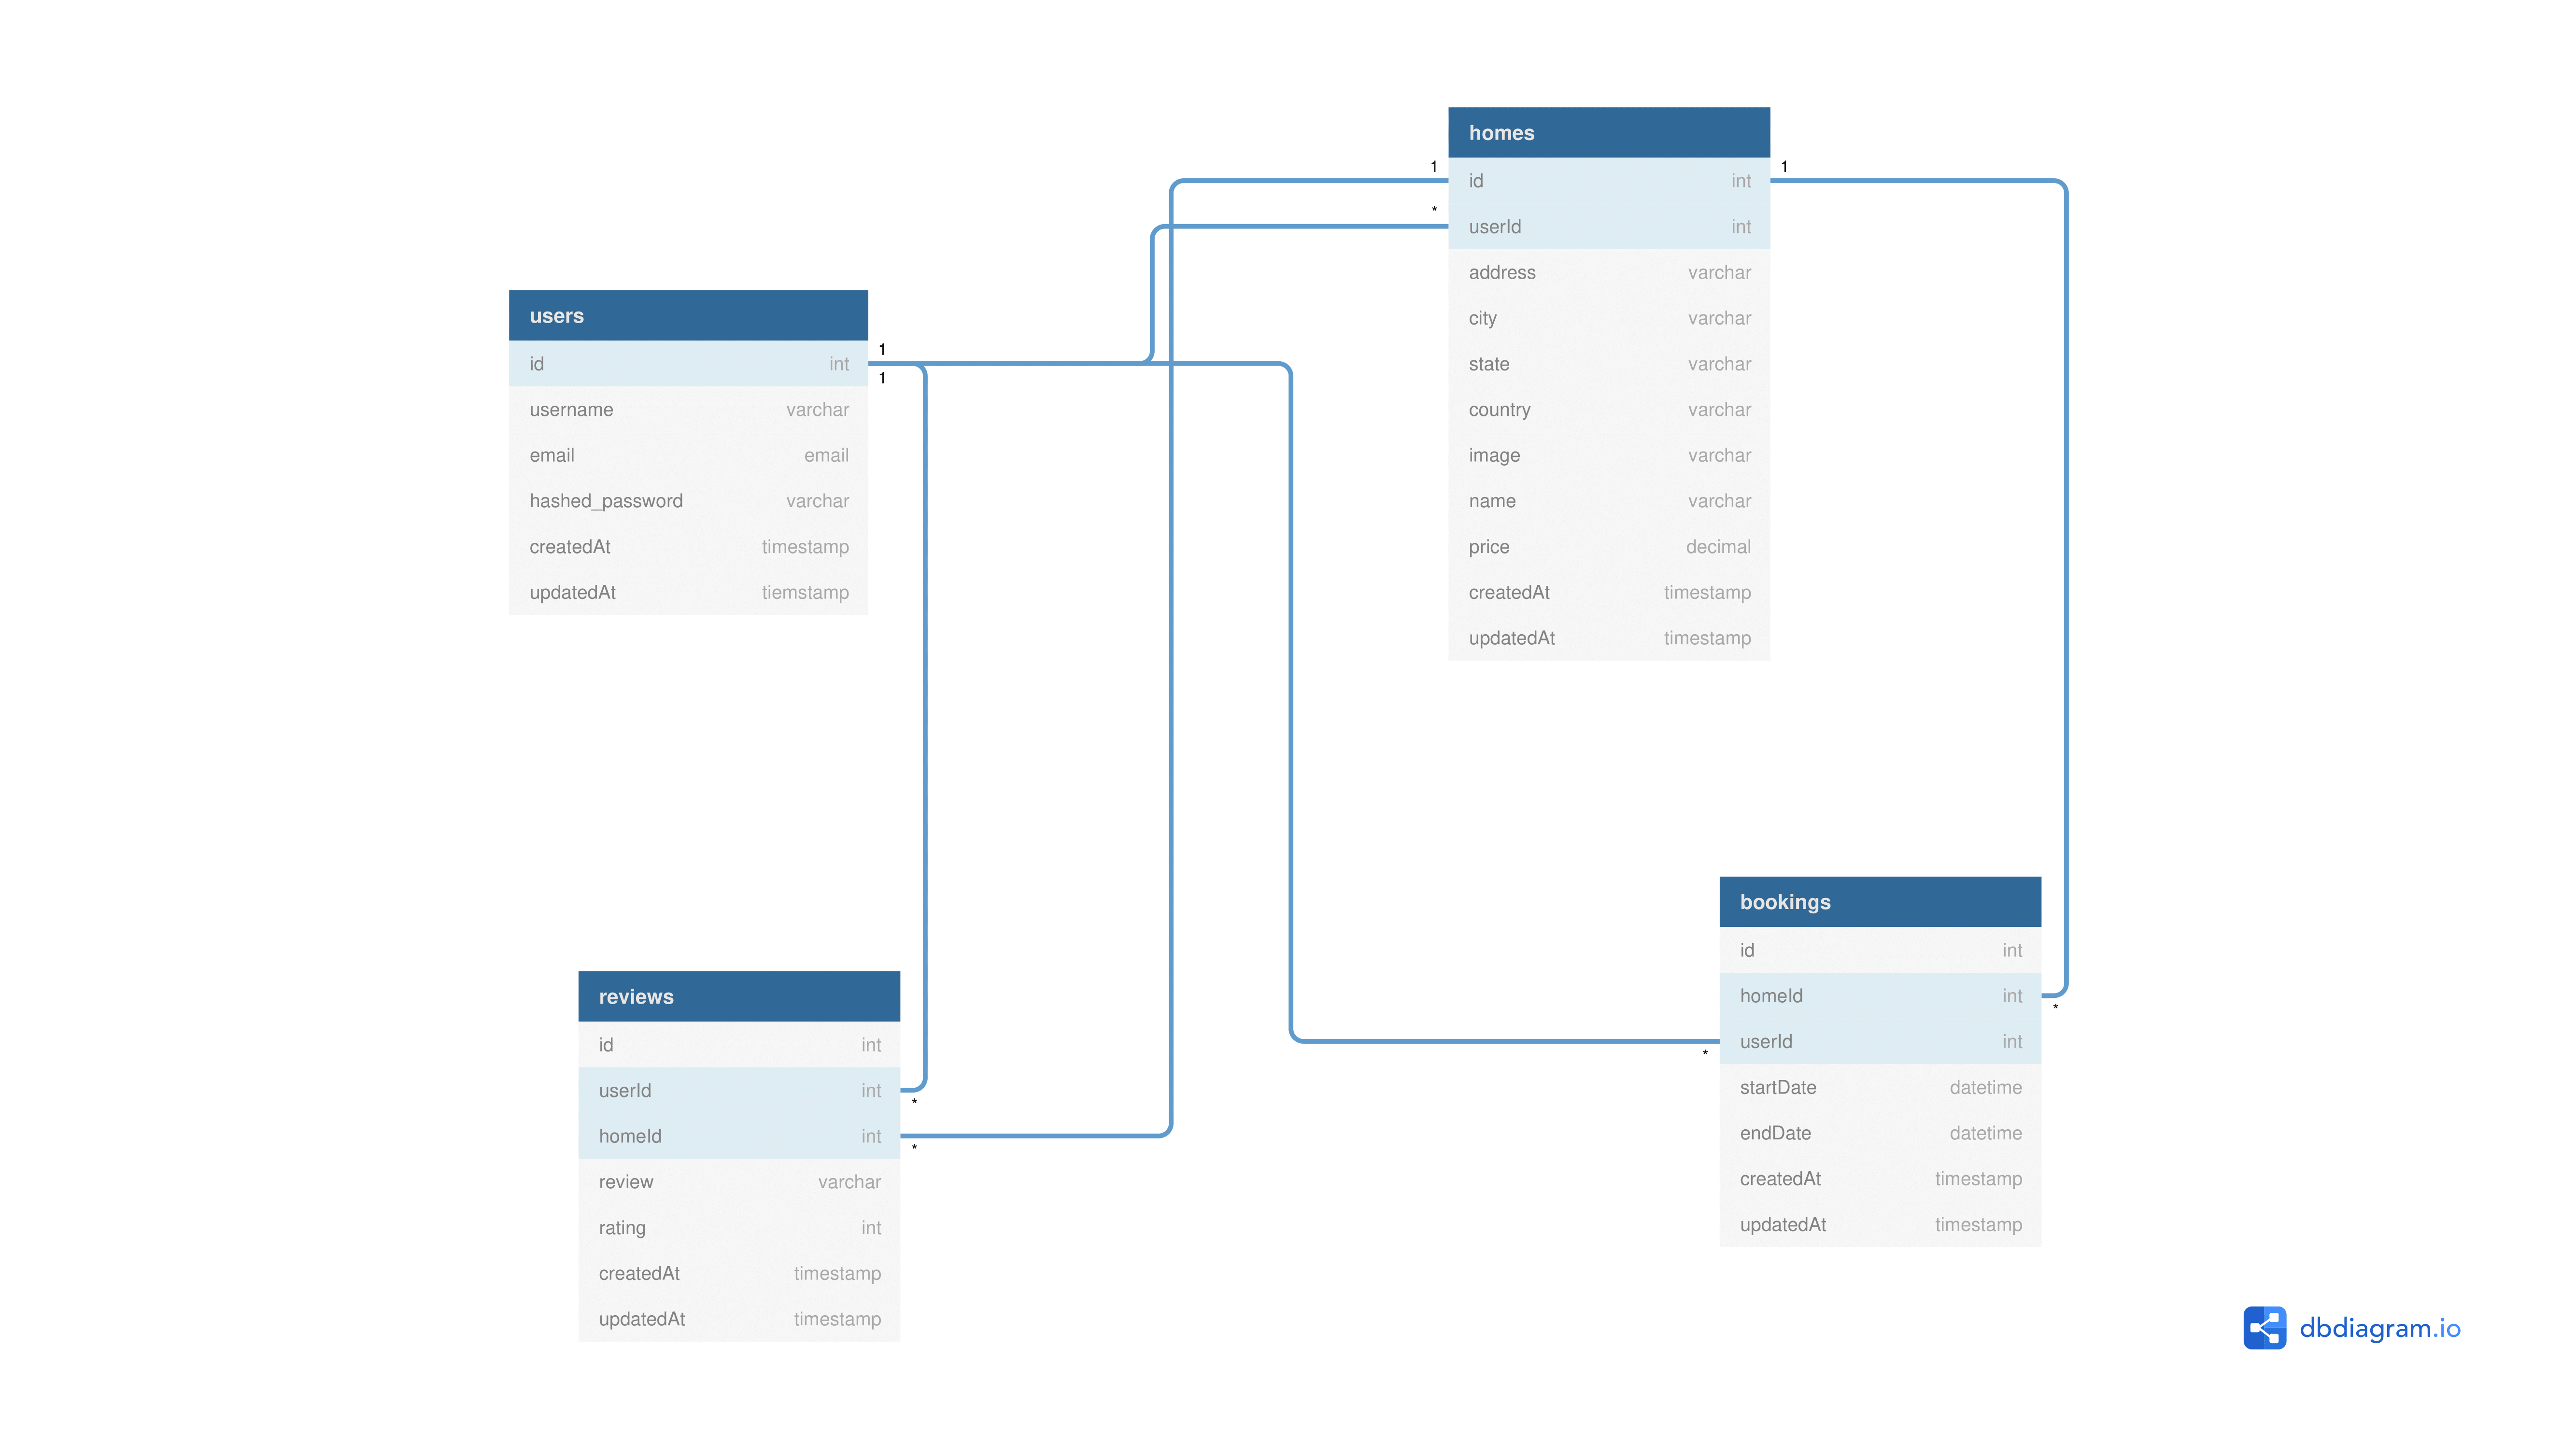 users
id int
username varchar
email email
hashed_password varchar
createdAt timestamp
updatedAt tiemstamp
1
1
homes
id int
userId int
address varchar
city varchar
state varchar
country varchar
image varchar
name varchar
price decimal
createdAt timestamp
updatedAt timestamp
1
*
1
reviews
id int
userId int
homeId int
review varchar
rating int
createdAt timestamp
updatedAt timestamp
*
*
bookings
id int
homeId int
userId int
startDate datetime
endDate datetime
createdAt timestamp
updatedAt timestamp
*
*
dbdiagram.io